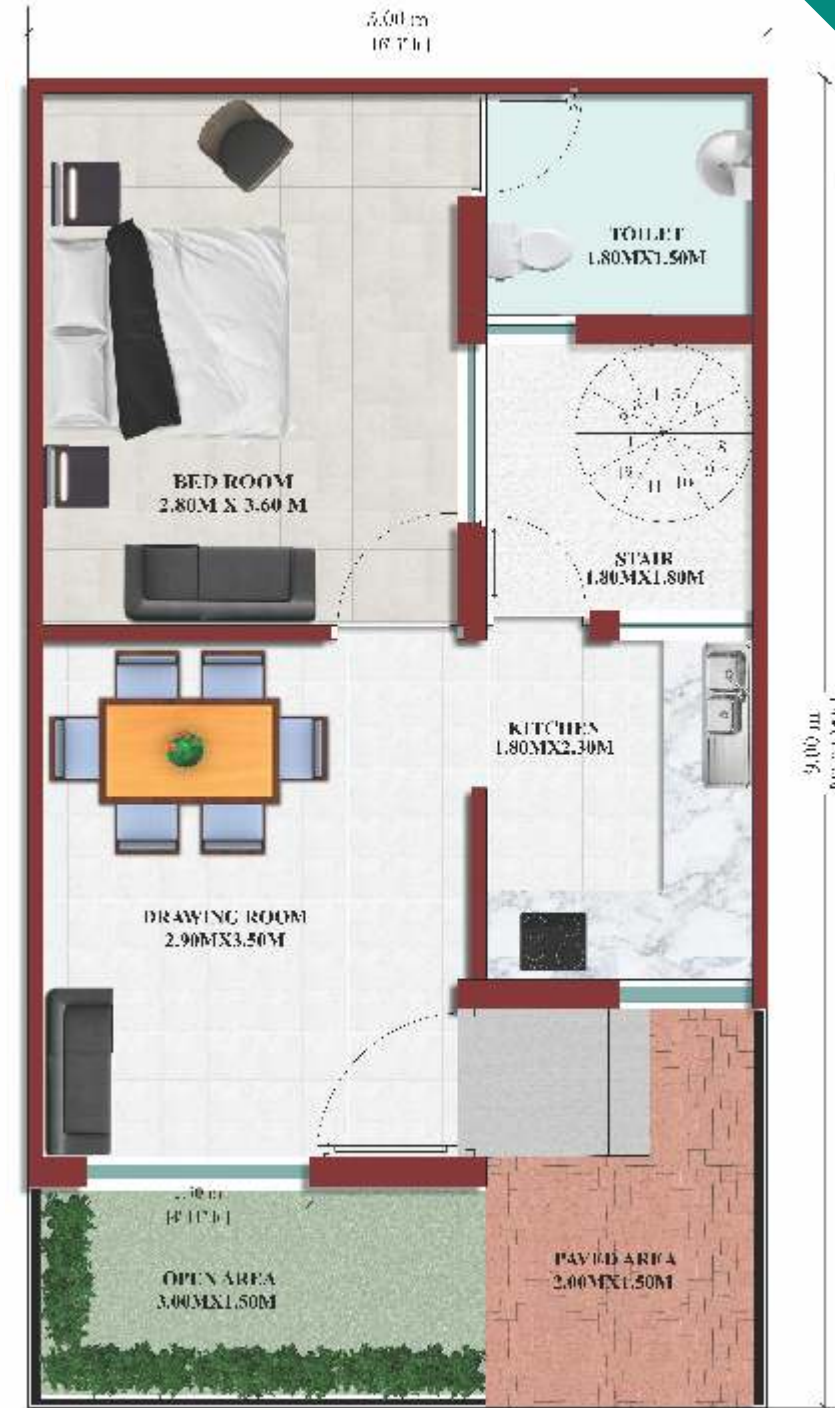 5.00 m
TOILET
1.80MX1.50M
BED ROOM
2.80M X 3.60 M
STAIR
1.80MX1.80M
KITCHEN
1.80MX2.30M
9.00 m
DRAWING ROOM
2.90MX3.50M
OPEN AREA
3.00MX1.50M
PAVED AREA
2.00MX1.50M